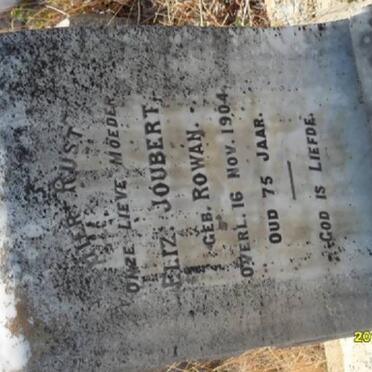 HIER RUST
ONZE LIEVE MOEDER
ELIZ. JOUBERT,
GEB. ROWAN.
OVERL. 16 NOV. 1904
OUD 75 JAAR.
GOD IS LIEFDE.
20